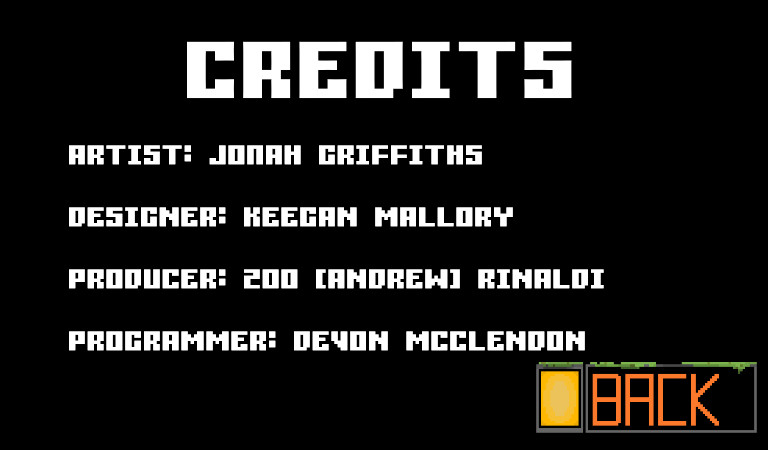 CREDITS
ARTIST: JONAH GRIFFITHS
DESIGNER: KEEGAN MALLORY
PRODUCER: ZOO [ANDREW] RINALDI
PROGRAMMER: DEVON MCCLENDON
BACK